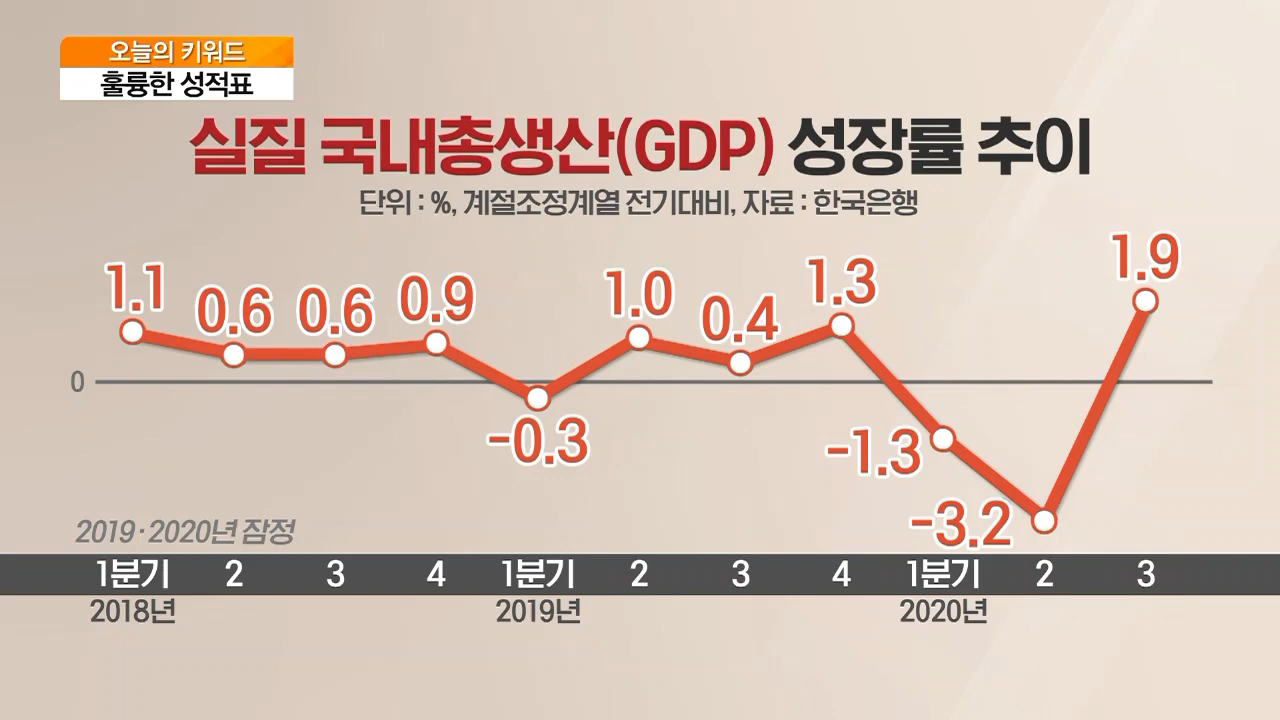 오늘의 키워드
훌륭한 성적표
실질 국내총생산(GDP) 성장률 추이
단위 : %, 계절조정계열 전기대비, 자료 : 한국은행
1.1 0.6 0.6 0.9 -0.3 1.0 0.4 1.3 -1.3 -3.2 1.9
0
2019·2020년 잠정
1분기 2 3 4 1분기 2 3 4 1분기 2 3
2018년 2019년 2020년